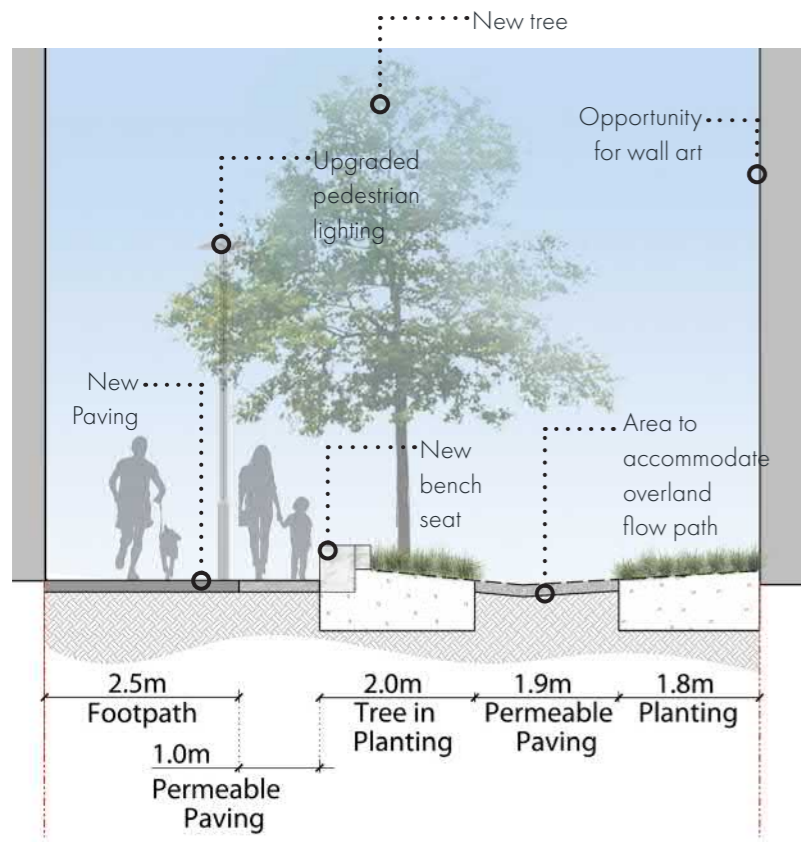 New tree
Opportunity
for wall art
Upgraded
pedestrian
lighting
New
Paving
New
bench
seat
Area to
accommodate
overland
flow path
2.5m
Footpath
1.0m
Permeable
Paving
2.0m
Tree in
Planting
1.9m
Permeable
Paving
1.8m
Planting